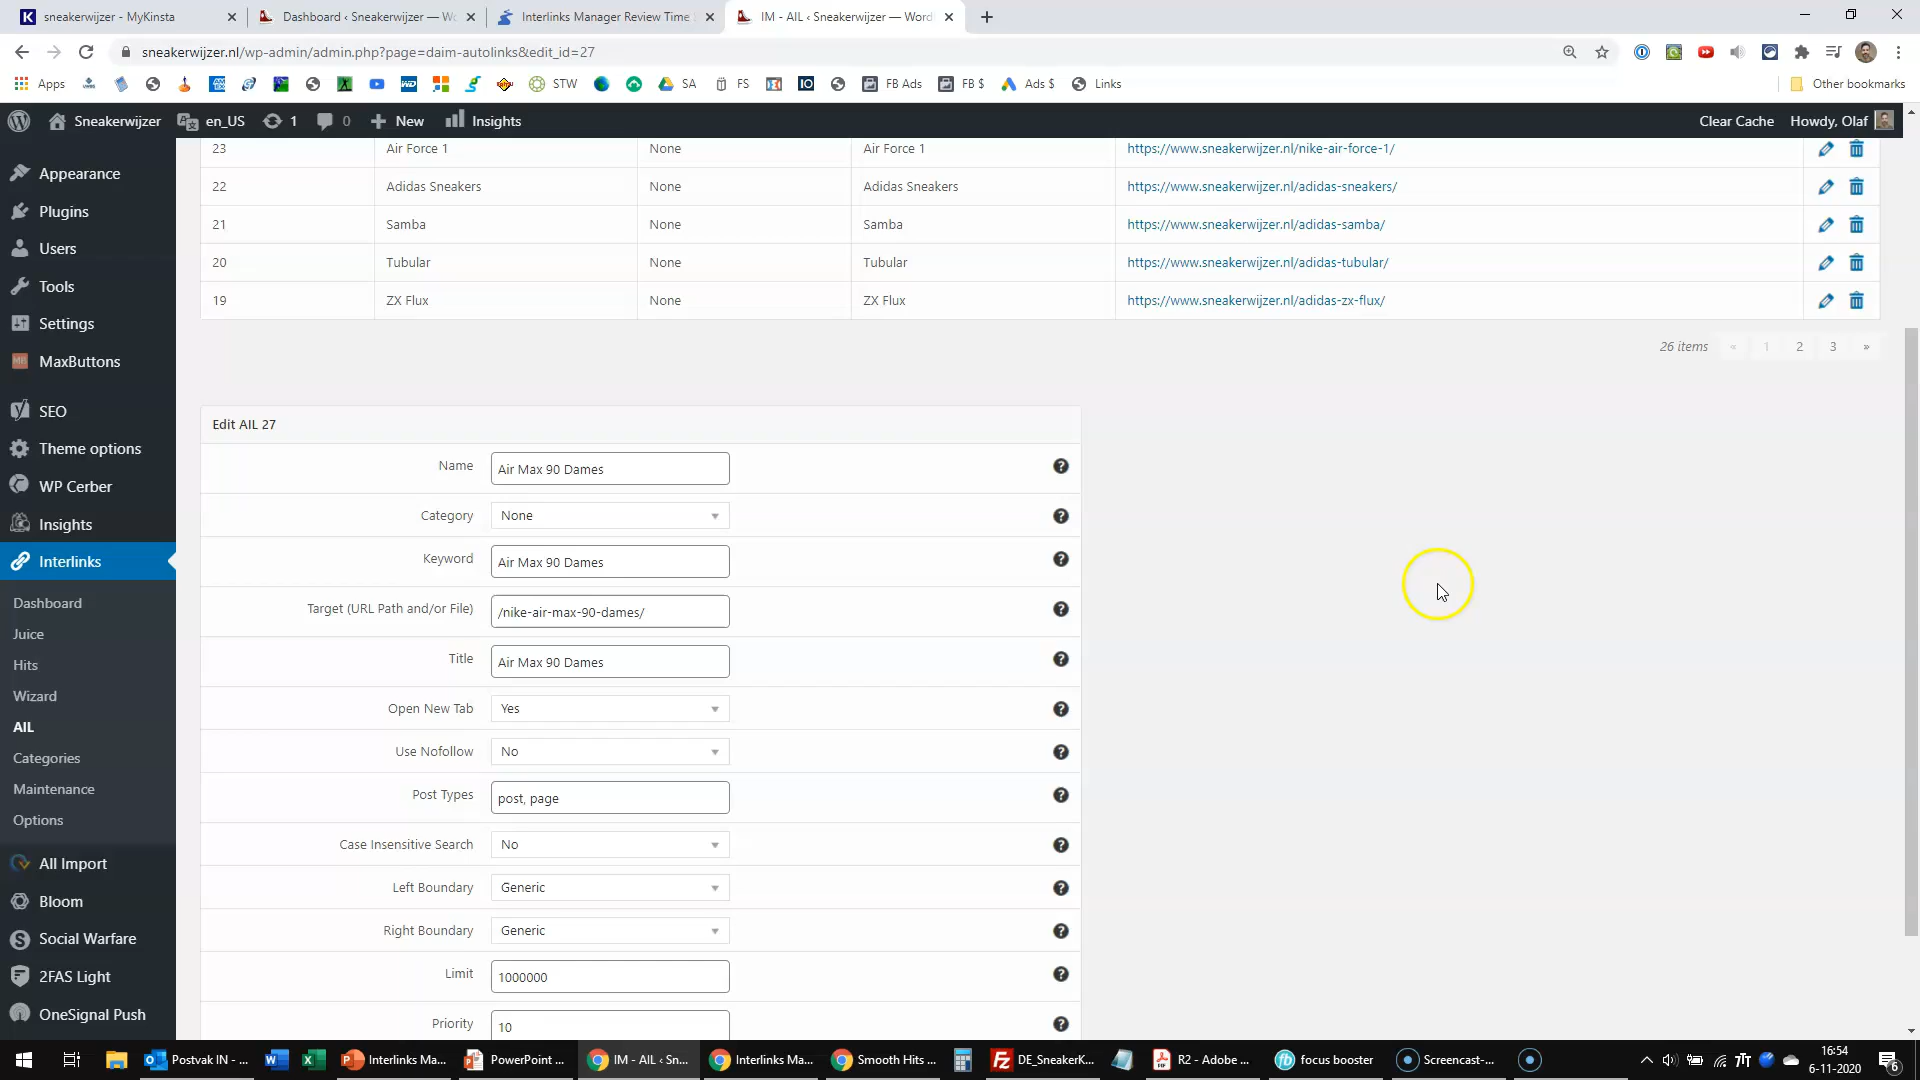 sneakerwijzer - MyKinsta
Dashboard ‹ Sneakerwijzer — Wo
Interlinks Manager Review Time
IM - AIL ‹ Sneakerwijzer — Word
sneakerwijzer.nl/wp-admin/admin.php?page=daim-autolinks&edit_id=27
Apps
STW
SA
FS
IO
FB Ads
FB $
Ads $
Links
Other bookmarks
Sneakerwijzer
en_US
1
0
New
Insights
Clear Cache
Howdy, Olaf
Appearance
Plugins
Users
Tools
Settings
MaxButtons
SEO
Theme options
WP Cerber
Insights
Interlinks
Dashboard
Juice
Hits
Wizard
AIL
Categories
Maintenance
Options
All Import
Bloom
Social Warfare
2FAS Light
OneSignal Push
23 Air Force 1 None Air Force 1 https://www.sneakerwijzer.nl/nike-air-force-1/
22 Adidas Sneakers None Adidas Sneakers https://www.sneakerwijzer.nl/adidas-sneakers/
21 Samba None Samba https://www.sneakerwijzer.nl/adidas-samba/
20 Tubular None Tubular https://www.sneakerwijzer.nl/adidas-tubular/
19 ZX Flux None ZX Flux https://www.sneakerwijzer.nl/adidas-zx-flux/
26 items « 1 2 3 »
Edit AIL 27
Name Air Max 90 Dames
Category None
Keyword Air Max 90 Dames
Target (URL Path and/or File) /nike-air-max-90-dames/
Title Air Max 90 Dames
Open New Tab Yes
Use Nofollow No
Post Types post, page
Case Insensitive Search No
Left Boundary Generic
Right Boundary Generic
Limit 1000000
Priority 10
Postvak IN - ...
Interlinks Ma...
PowerPoint ...
IM - AIL ‹ Sn...
Interlinks Ma...
Smooth Hits ...
DE_SneakerK...
R2 - Adobe ...
focus booster
Screencast-...
16:54
6-11-2020
6